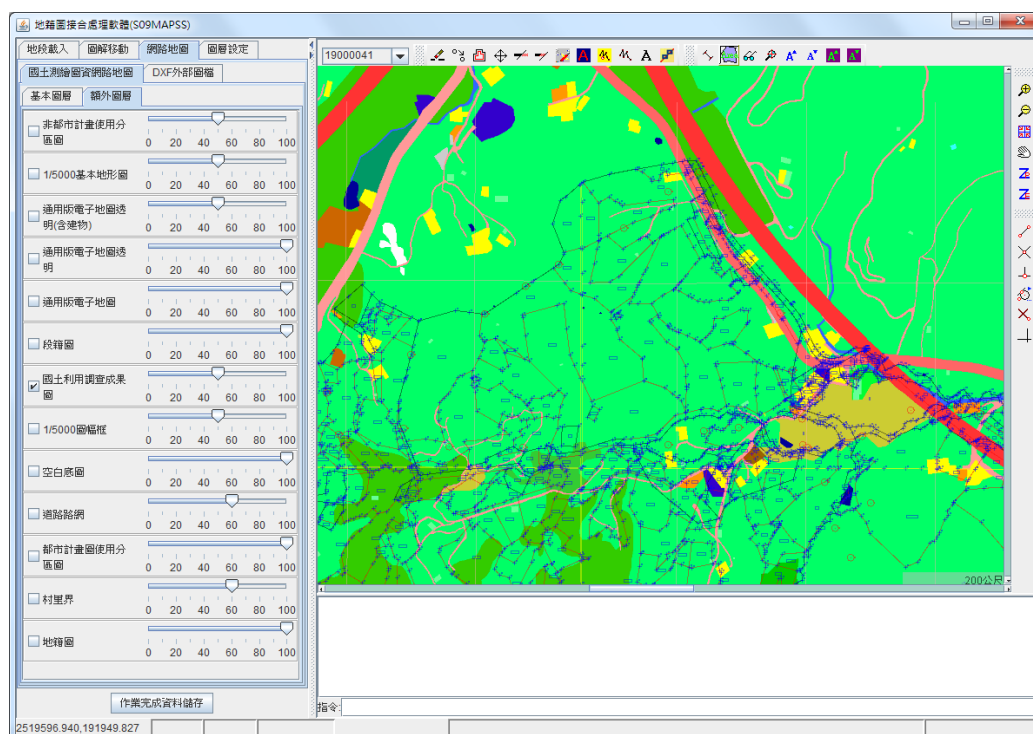 地籍圖接合處理軟體(S09MAPSS)
地段載入 圖解移動 網路地圖 圖層設定
國土測繪圖資網路地圖 DXF外部圖檔
基本圖層 額外圖層
19000041
非都市計畫使用分
區圖
0 20 40 60 80 100
1/5000基本地形圖
0 20 40 60 80 100
通用版電子地圖透
明(含建物)
0 20 40 60 80 100
通用版電子地圖透
明
0 20 40 60 80 100
通用版電子地圖
0 20 40 60 80 100
段籍圖
0 20 40 60 80 100
國土利用調查成果
圖
0 20 40 60 80 100
1/5000圖幅框
0 20 40 60 80 100
空白底圖
0 20 40 60 80 100
道路路網
0 20 40 60 80 100
都市計畫圖使用分
區圖
0 20 40 60 80 100
村里界
0 20 40 60 80 100
地籍圖
0 20 40 60 80 100
200公尺
作業完成資料儲存
指令:
2519596.940,191949.827